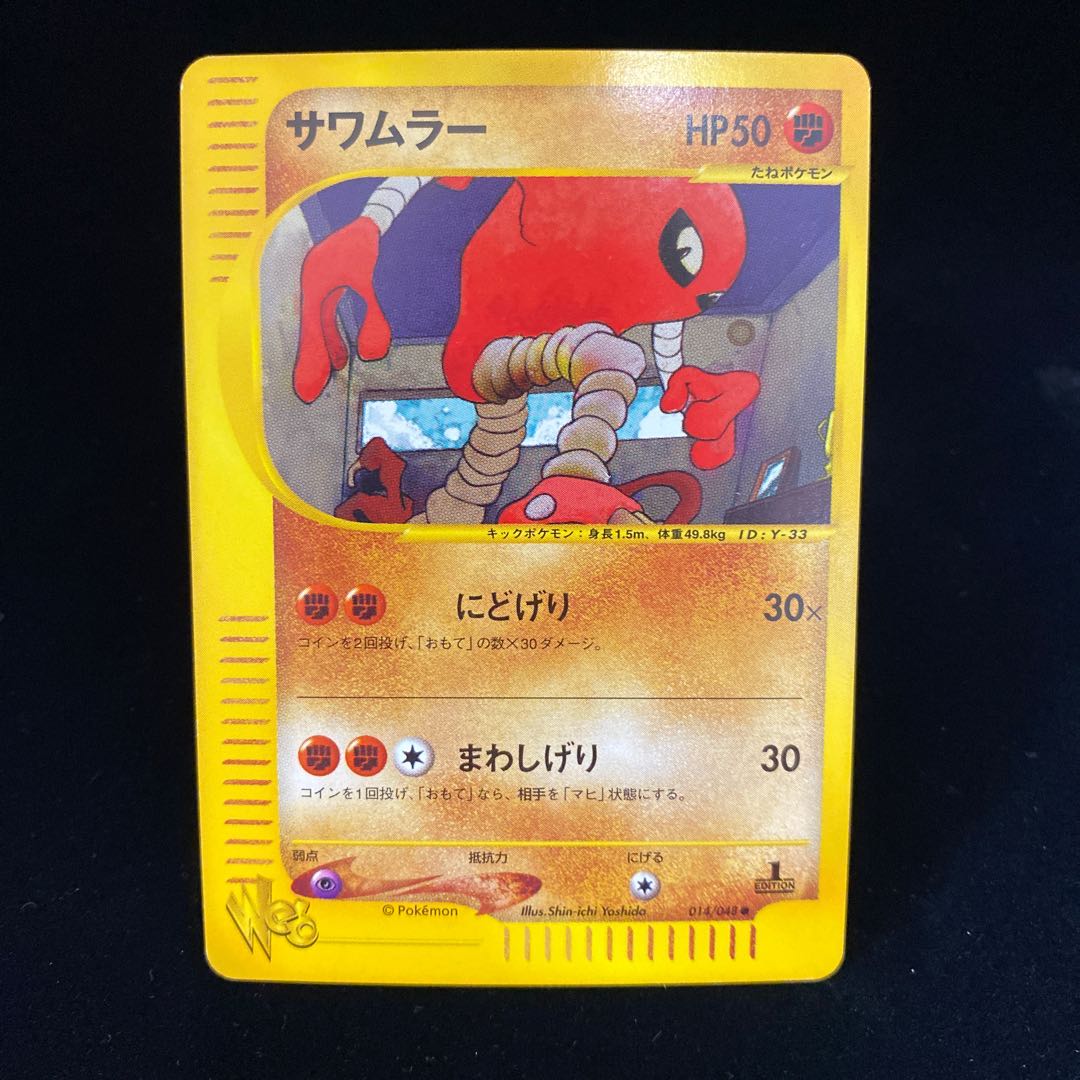 サワムラー HP50
たねポケモン
キックポケモン：身長1.5m、体重49.8kg ID:Y-33
にどげり 30×
コインを2回投げ、「おもて」の数×30ダメージ。
まわしげり 30
コインを1回投げ、「おもて」なら、相手を「マヒ」状態にする。
弱点 抵抗力 にげる
1
EDITION
Web
© Pokémon Illus. Shin-ichi Yoshida 014/048 ●